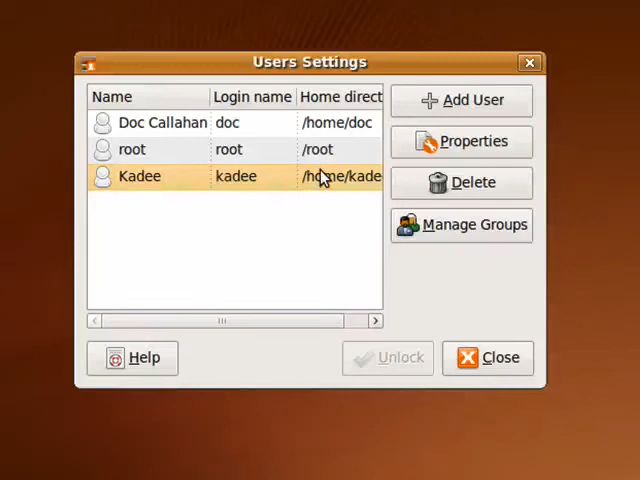 Users Settings
Name Login name Home direct
Doc Callahan doc /home/doc
root root /root
Kadee kadee /home/kade
Add User
Properties
Delete
Manage Groups
Help Unlock Close